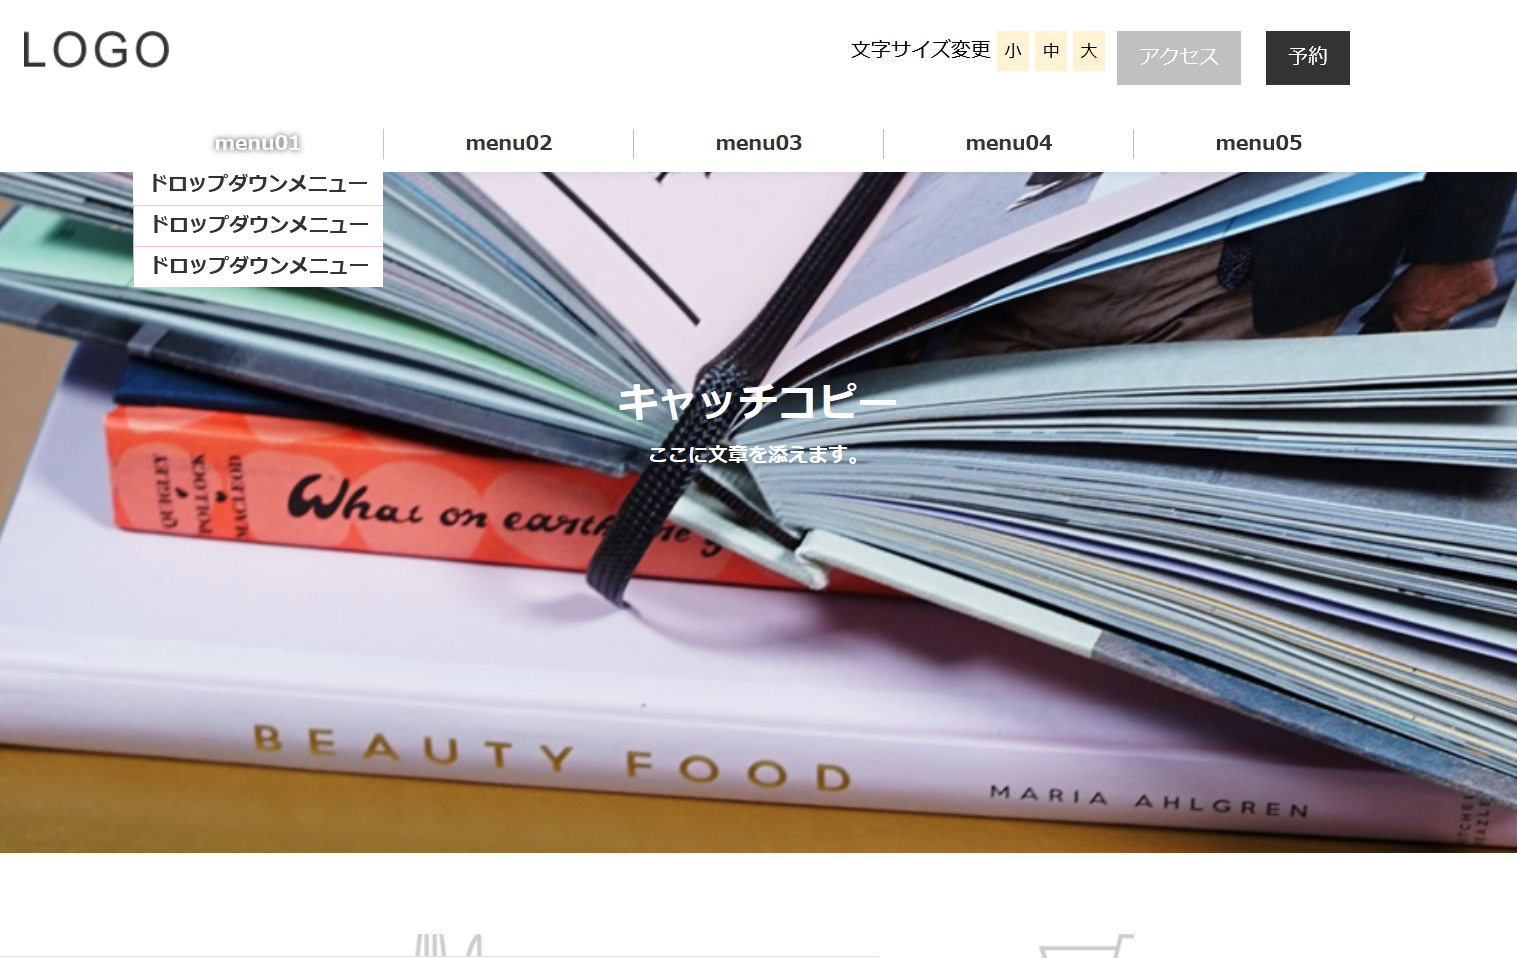 LOGO
文字サイズ変更 小 中 大 アクセス 予約
menu01 menu02 menu03 menu04 menu05
ドロップダウンメニュー
ドロップダウンメニュー
ドロップダウンメニュー
キャッチコピー
ここに文章を添えます。
QUIGLEY
POLLOCK
MACLEOD
What on earth
BEAUTY FOOD
MARIA AHLGREN